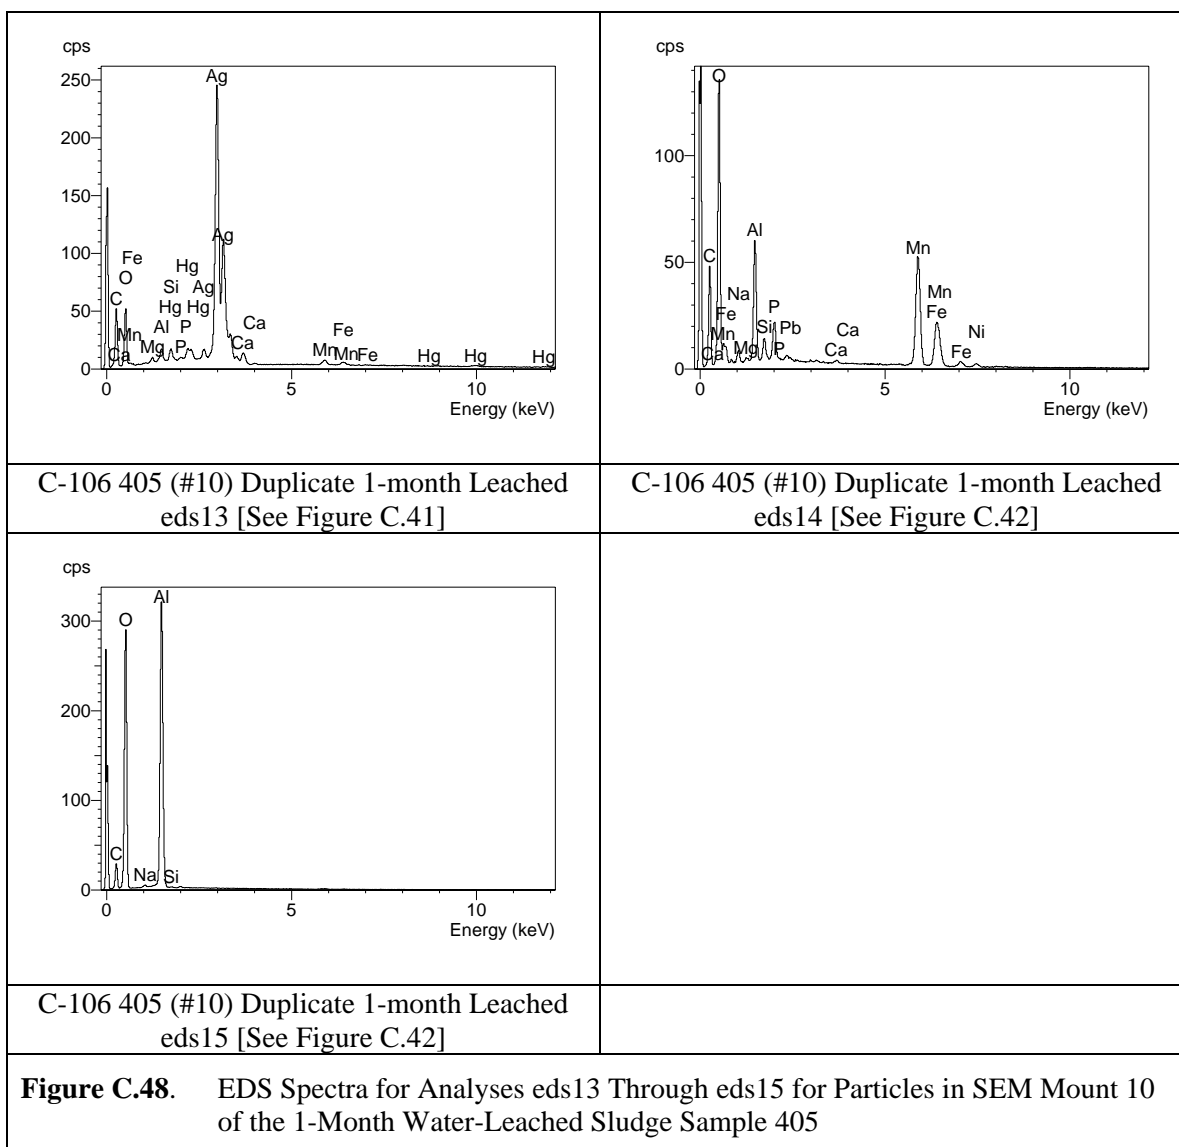 cps
250
200
150
100
50
0
Ag
Ag
Fe
O
C
Mn
Ca
Mg
Hg
Si Ag
Hg Hg
Al P
P
Ca
Ca
Fe
Mn Mn Fe
Hg Hg Hg
0 5 10
Energy (keV)
C-106 405 (#10) Duplicate 1-month Leached
eds13 [See Figure C.41]
cps
100
50
0
O
Al
C
Na
Fe
Mn
Ca
Mg
Si
P
Pb
P
Ca
Ca
Mn
Mn
Fe
Fe
Ni
0 5 10
Energy (keV)
C-106 405 (#10) Duplicate 1-month Leached
eds14 [See Figure C.42]
cps
300
200
100
0
O
Al
C
Na Si
0 5 10
Energy (keV)
C-106 405 (#10) Duplicate 1-month Leached
eds15 [See Figure C.42]
Figure C.48. EDS Spectra for Analyses eds13 Through eds15 for Particles in SEM Mount 10
of the 1-Month Water-Leached Sludge Sample 405